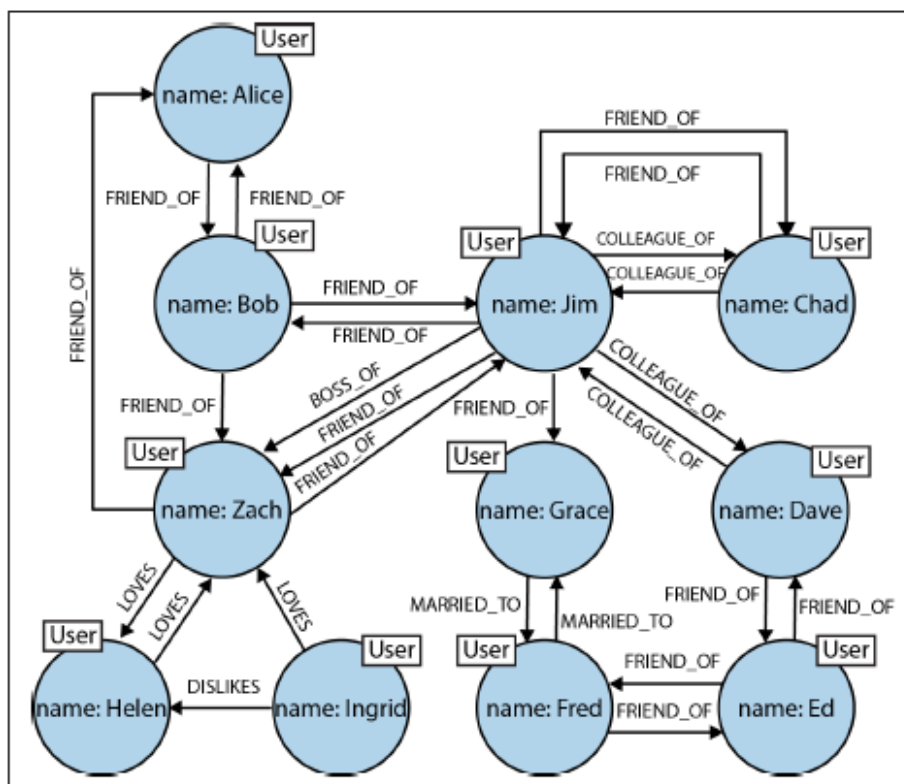 User
name: Alice
FRIEND_OF
FRIEND_OF
FRIEND_OF
FRIEND_OF
FRIEND_OF
User
User
User
COLLEAGUE_OF
COLLEAGUE_OF
name: Bob
FRIEND_OF
name: Jim
name: Chad
FRIEND_OF
FRIEND_OF
BOSS_OF
FRIEND_OF
FRIEND_OF
FRIEND_OF
FRIEND_OF
COLLEAGUE_OF
COLLEAGUE_OF
User
User
User
name: Zach
name: Grace
name: Dave
LOVES
LOVES
LOVES
MARRIED_TO
MARRIED_TO
FRIEND_OF
FRIEND_OF
User
User
User
User
FRIEND_OF
DISLIKES
name: Helen
name: Ingrid
name: Fred
name: Ed
FRIEND_OF